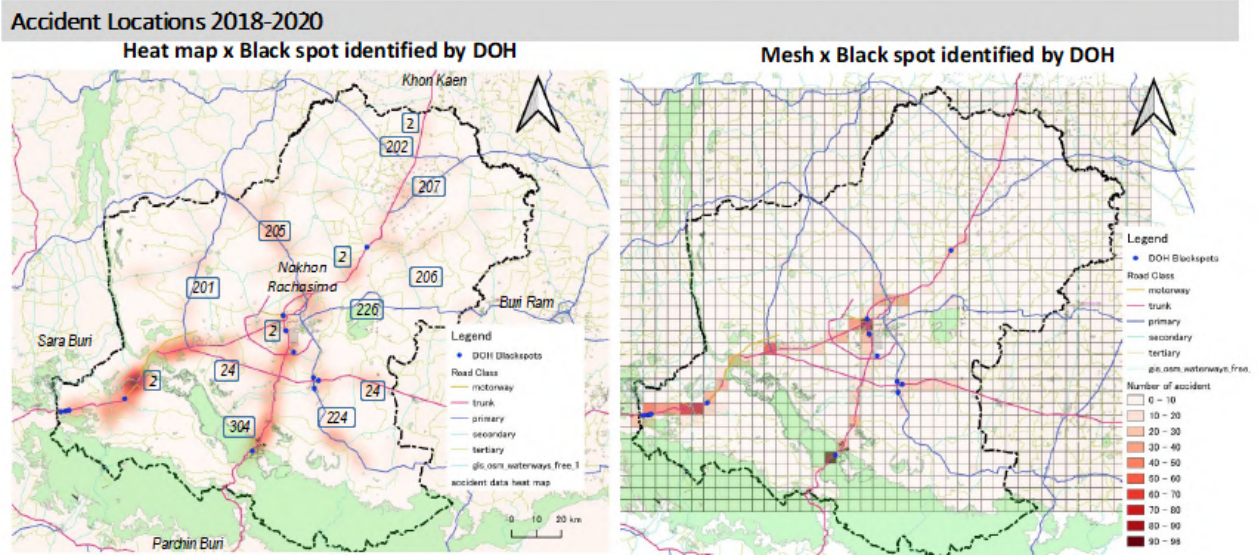 Accident Locations 2018-2020
Heat map x Black spot identified by DOH
Khon Kaen
2
202
207
205
2
Nakhon
Rachasima
206
201
226
Buri Ram
2
Sara Buri
24
2
24
304
224
Parchin Buri
Legend
DOH Blackspots
Road Class
motorway
trunk
primary
secondary
tertiary
gis_osm_waterways_free_1
accident data heat map
0 10 20 km
Mesh x Black spot identified by DOH
Legend
DOH Blackspots
Road Class
motorway
trunk
primary
secondary
tertiary
gis_osm_waterways_free_
Number of accident
0 - 10
10 - 20
20 - 30
30 - 40
40 - 50
50 - 60
60 - 70
70 - 80
80 - 90
90 - 98